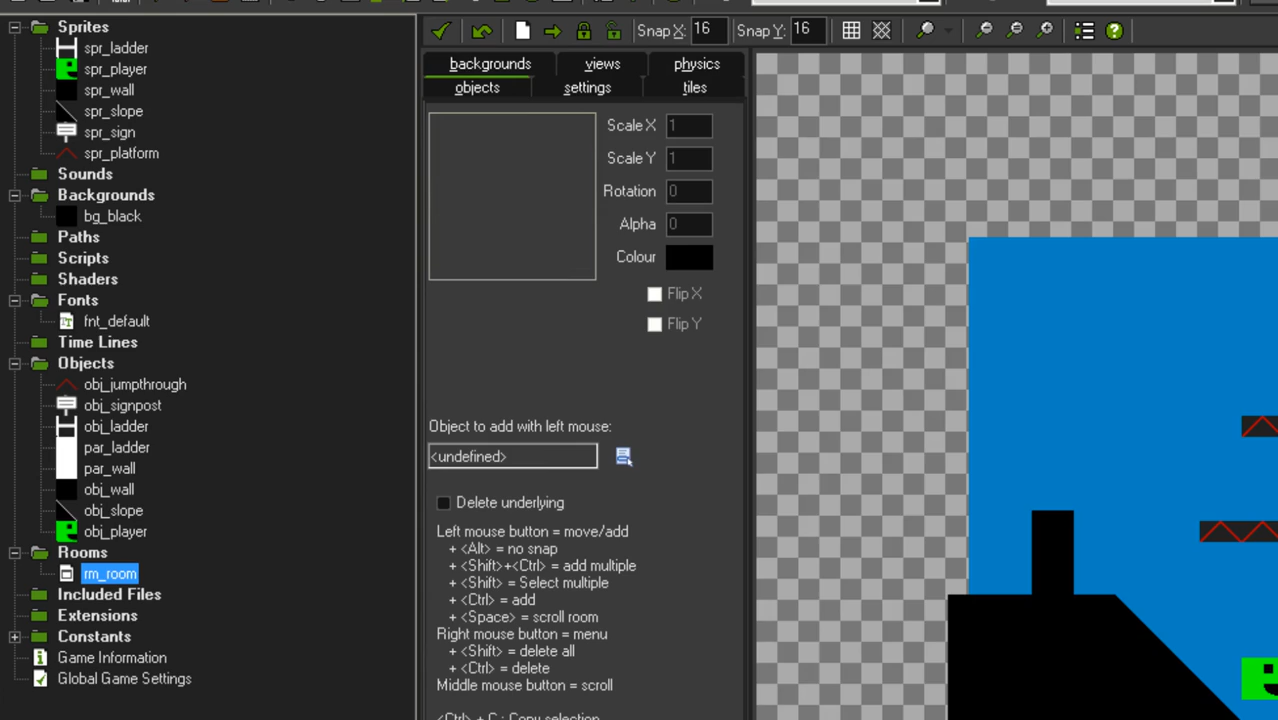 Sprites
spr_ladder
spr_player
spr_wall
spr_slope
spr_sign
spr_platform
Sounds
Backgrounds
bg_black
Paths
Scripts
Shaders
Fonts
fnt_default
Time Lines
Objects
obj_jumpthrough
obj_signpost
obj_ladder
par_ladder
par_wall
obj_wall
obj_slope
obj_player
Rooms
rm_room
Included Files
Extensions
Constants
Game Information
Global Game Settings
Snap X: 16 Snap Y: 16
backgrounds views physics
objects settings tiles
Scale X 1
Scale Y 1
Rotation 0
Alpha 0
Colour
Flip X
Flip Y
Object to add with left mouse:
<undefined>
Delete underlying
Left mouse button = move/add
+ <Alt> = no snap
+ <Shift>+<Ctrl> = add multiple
+ <Shift> = Select multiple
+ <Ctrl> = add
+ <Space> = scroll room
Right mouse button = menu
+ <Shift> = delete all
+ <Ctrl> = delete
Middle mouse button = scroll
<Ctrl> + C : Copy selection